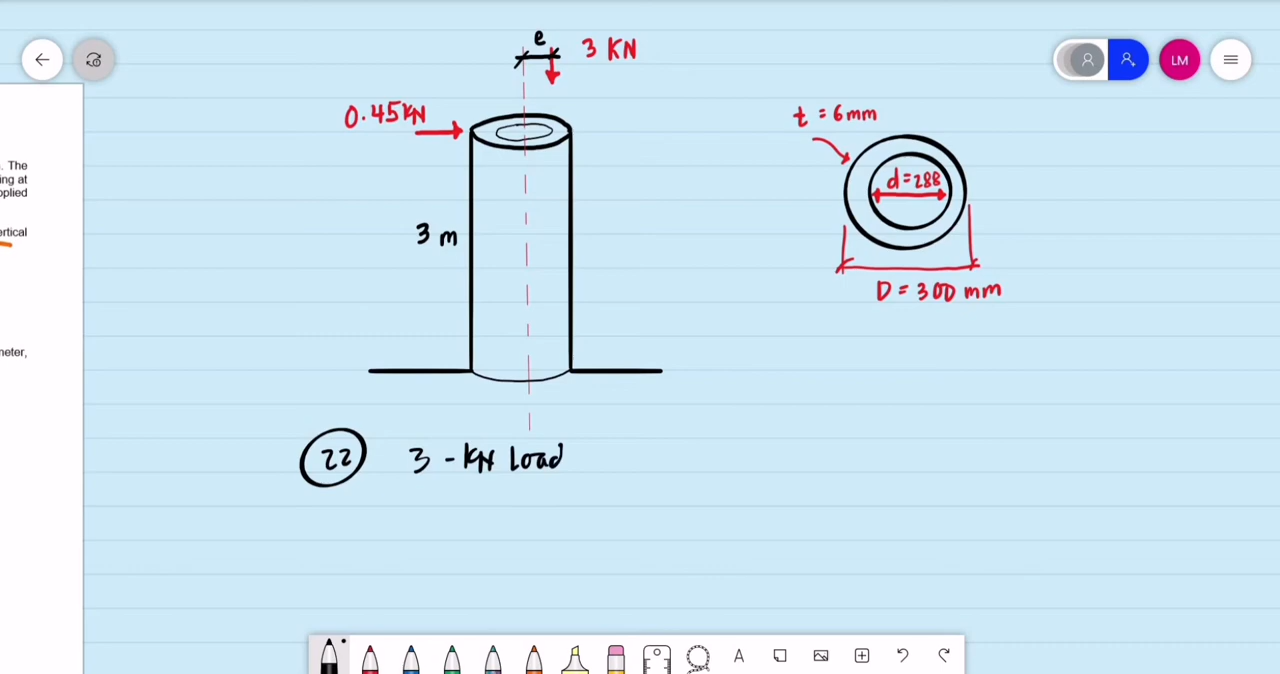 e
3 KN
0.45KN
t = 6mm
d=288
3 m
D = 300 mm
22
3 - KN Load
. The
ing at
pplied
ertical
meter,
LM
A